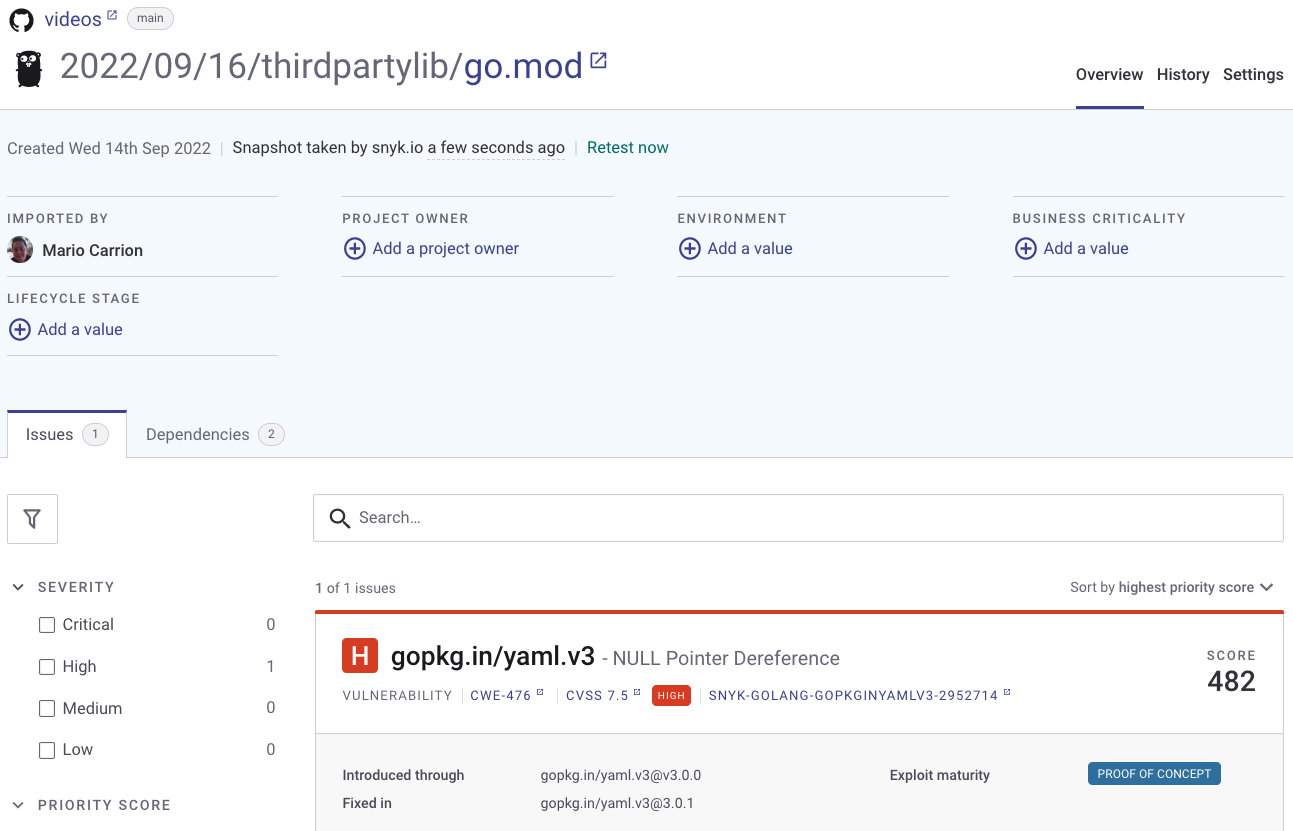 videos main
2022/09/16/thirdpartylib/go.mod
Overview History Settings
Created Wed 14th Sep 2022 | Snapshot taken by snyk.io a few seconds ago | Retest now
IMPORTED BY
Mario Carrion
PROJECT OWNER
Add a project owner
ENVIRONMENT
Add a value
BUSINESS CRITICALITY
Add a value
LIFECYCLE STAGE
Add a value
Issues 1 Dependencies 2
Search...
SEVERITY
Critical 0
High 1
Medium 0
Low 0
PRIORITY SCORE
1 of 1 issues Sort by highest priority score
H gopkg.in/yaml.v3 - NULL Pointer Dereference
VULNERABILITY | CWE-476 | CVSS 7.5 HIGH | SNYK-GOLANG-GOPKGINYAMLV3-2952714
SCORE
482
Introduced through gopkg.in/yaml.v3@v3.0.0 Exploit maturity PROOF OF CONCEPT
Fixed in gopkg.in/yaml.v3@3.0.1